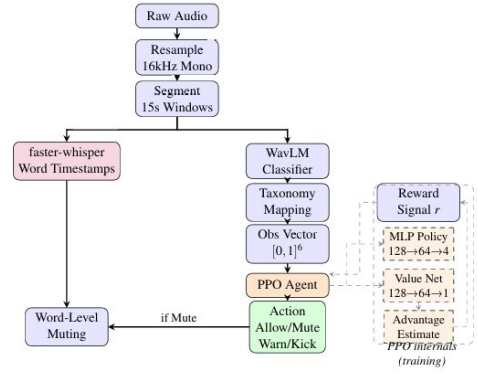 Raw Audio
Resample
16kHz Mono
Segment
15s Windows
faster-whisper
Word Timestamps
WavLM
Classifier
Taxonomy
Mapping
Obs Vector
[0, 1]⁶
PPO Agent
Action
Allow/Mute
Warn/Kick
if Mute
Word-Level
Muting
Reward
Signal r
MLP Policy
128→64→4
Value Net
128→64→1
Advantage
Estimate
PPO internals
(training)